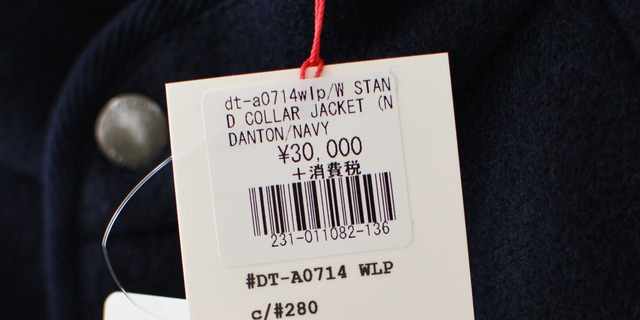 dt-a0714wlp/W STAN
D COLLAR JACKET (N
DANTON/NAVY
¥30,000
＋消費税
231-011082-136
#DT-A0714 WLP
c/#280